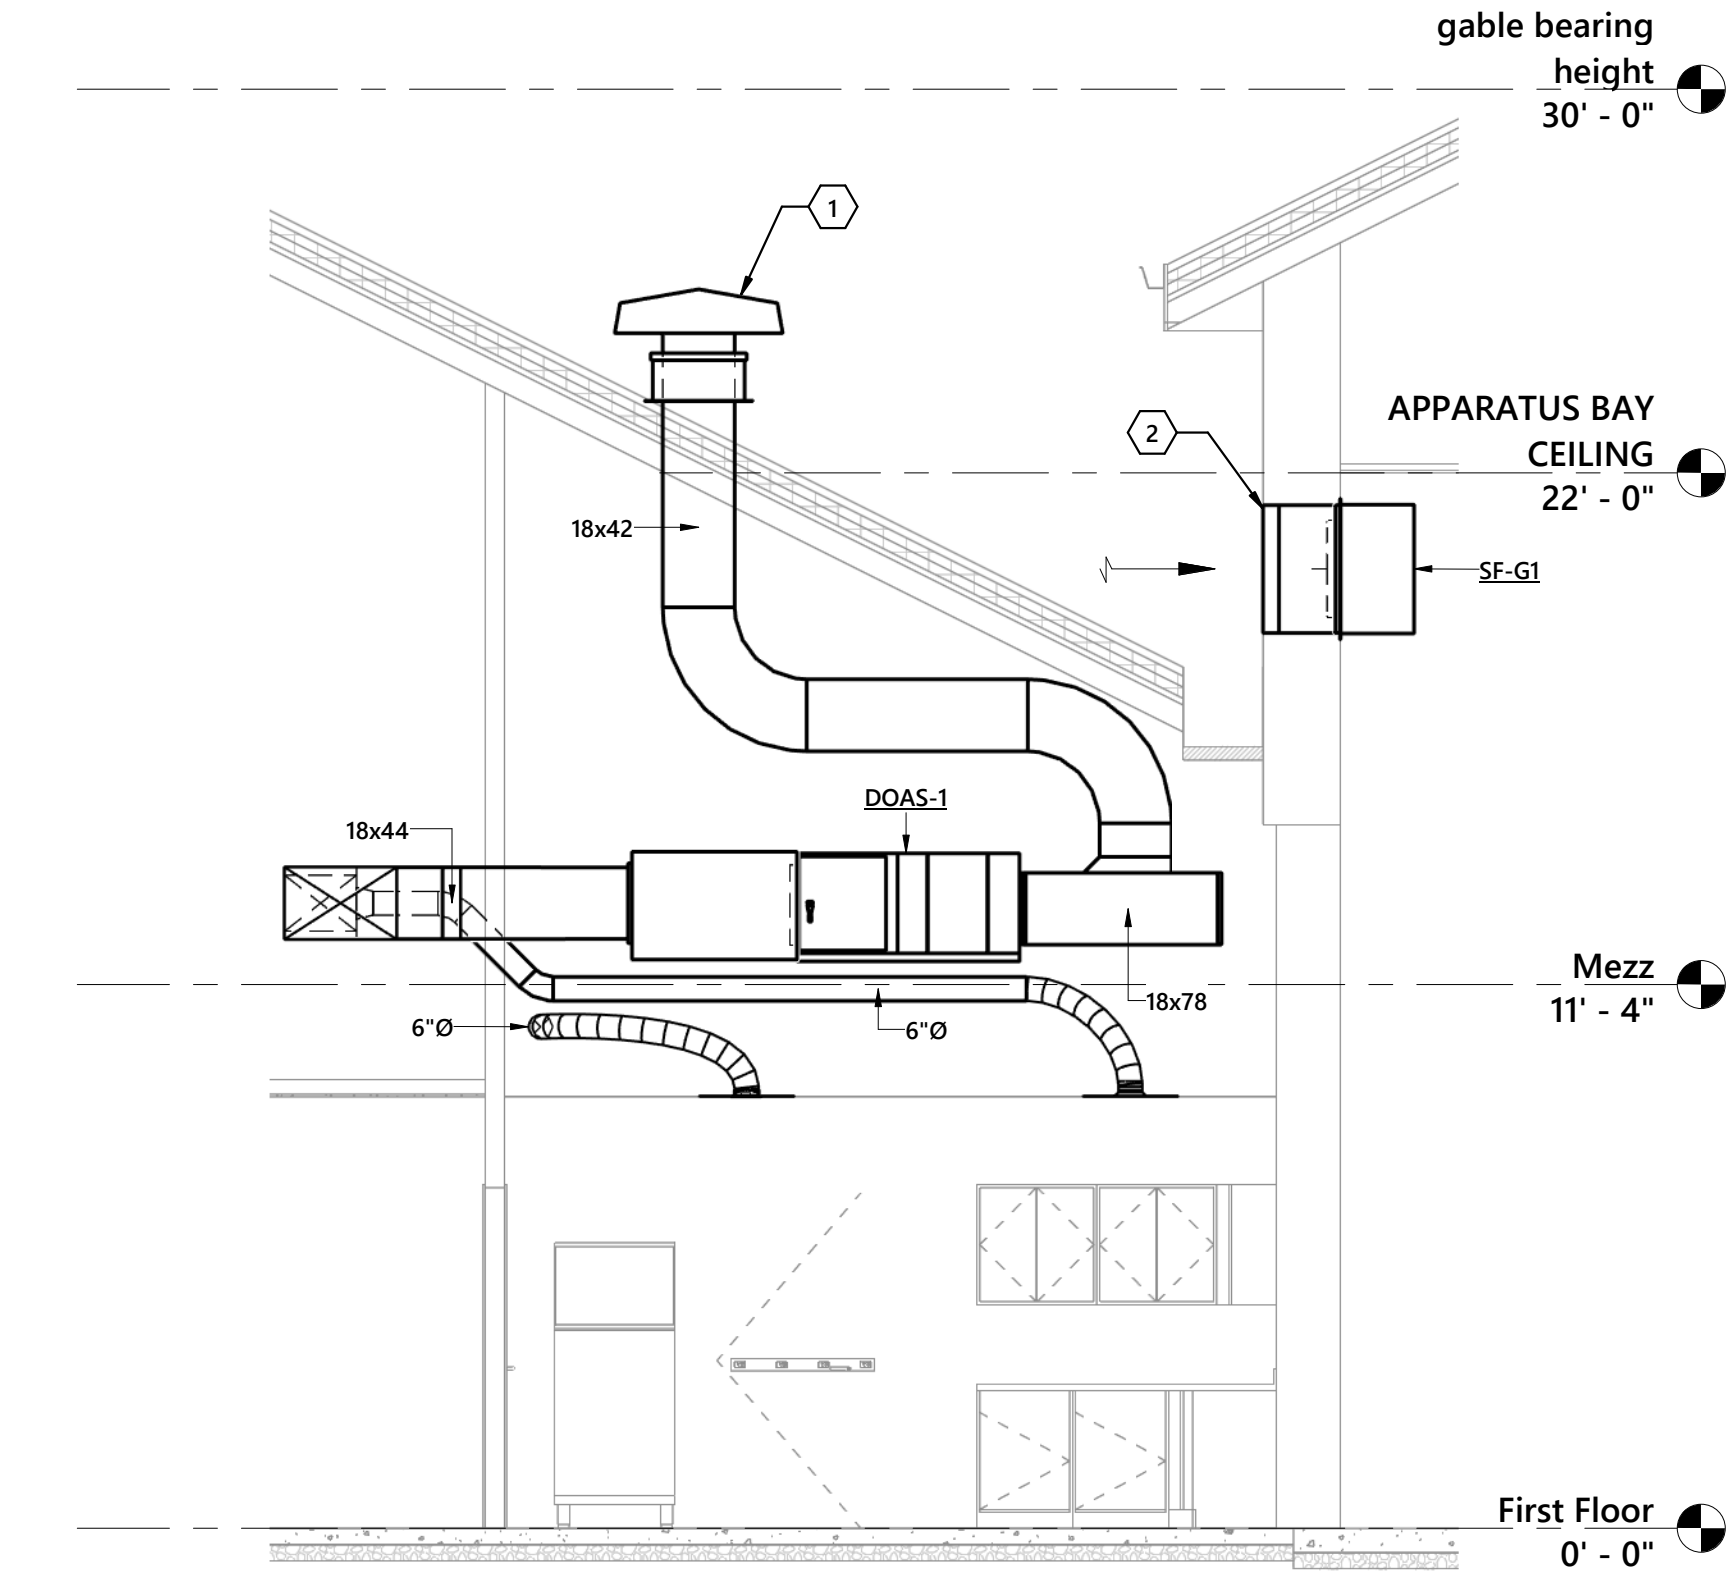 gable bearing
height
30' - 0"
1
APPARATUS BAY
CEILING
22' - 0"
2
18x42
SF-G1
DOAS-1
18x44
Mezz
11' - 4"
18x78
6"Ø
6"Ø
First Floor
0' - 0"